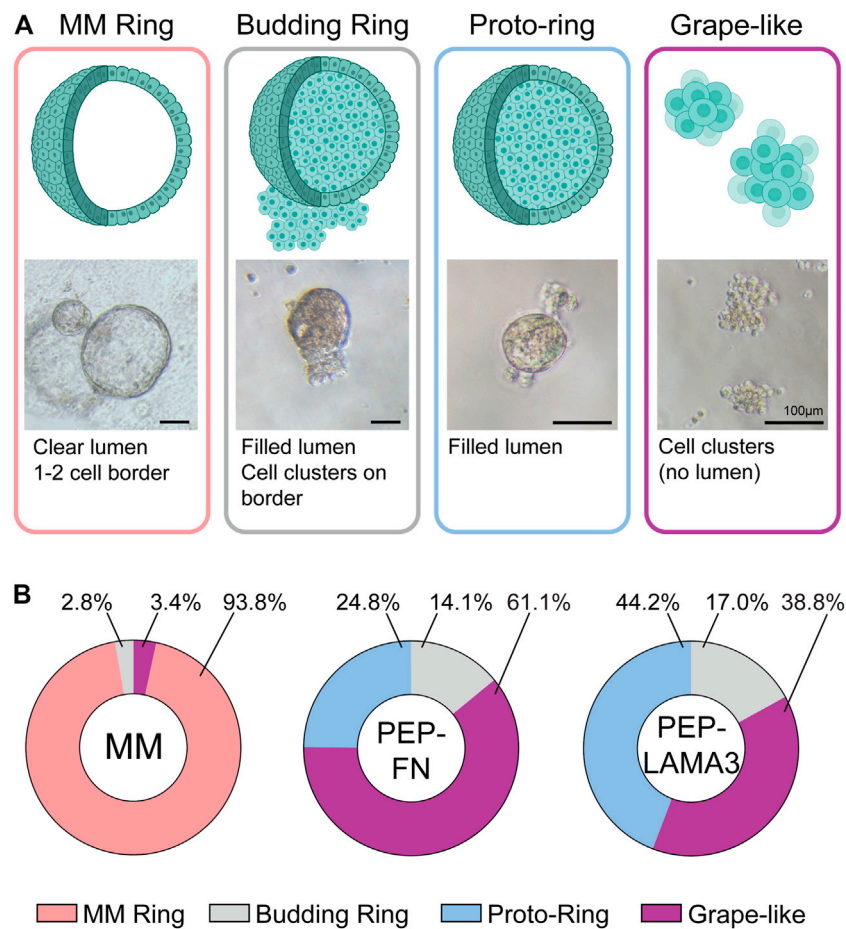 A
MM Ring
Budding Ring
Proto-ring
Grape-like
100µm
Clear lumen
1-2 cell border
Filled lumen
Cell clusters on
border
Filled lumen
Cell clusters
(no lumen)
B
2.8%
3.4%
93.8%
24.8%
14.1%
61.1%
44.2%
17.0%
38.8%
MM
PEP-
FN
PEP-
LAMA3
MM Ring
Budding Ring
Proto-Ring
Grape-like